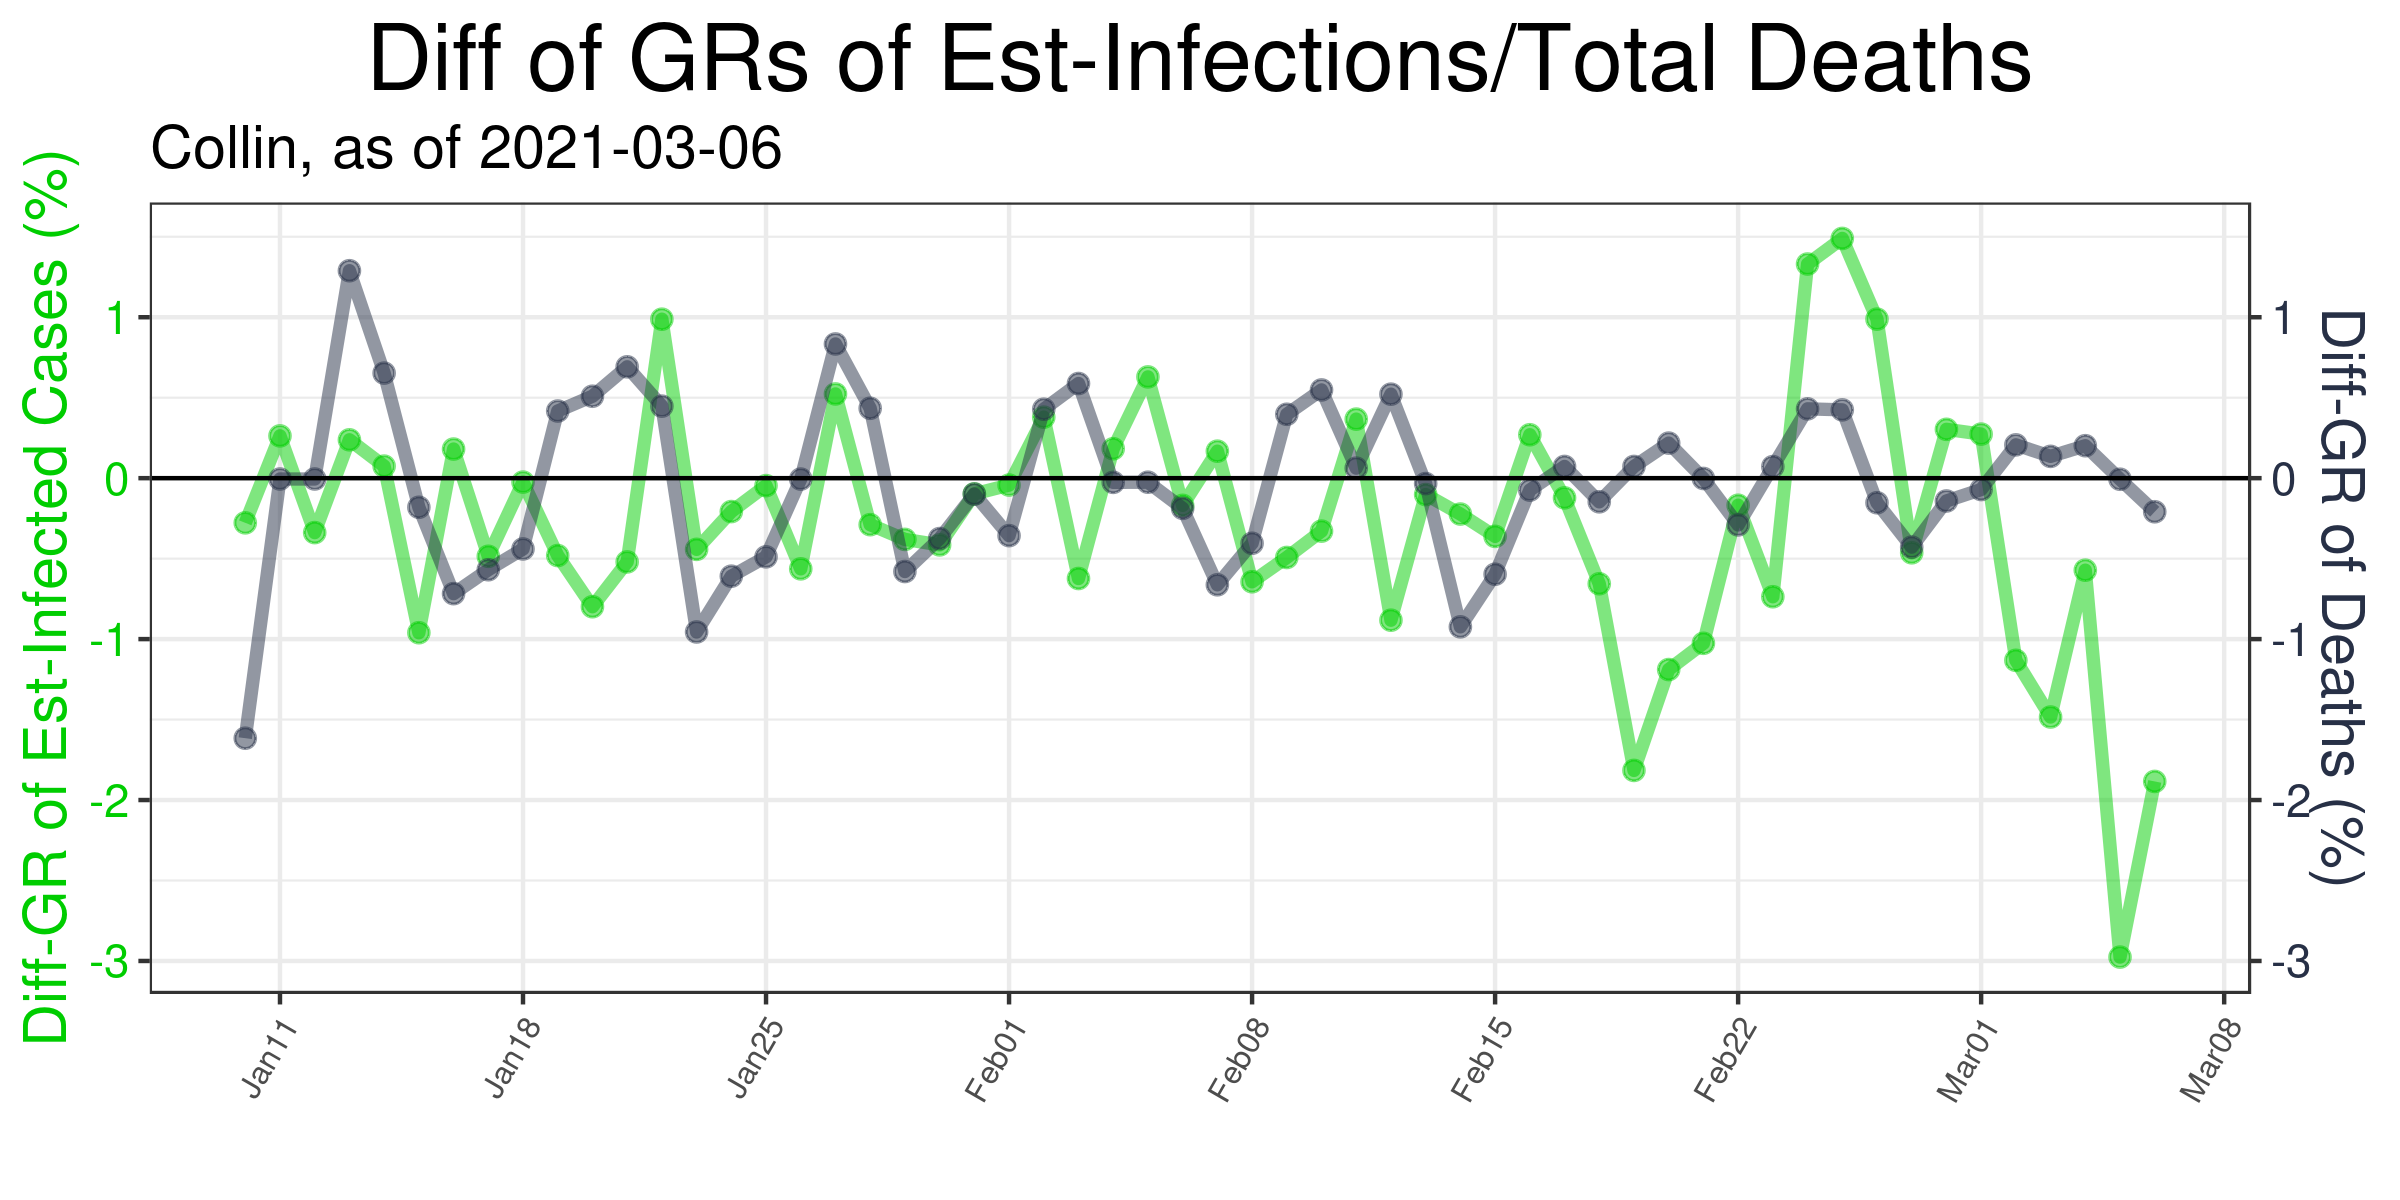 Diff of GRs of Est-Infections/Total Deaths
Collin, as of 2021-03-06
Diff-GR of Est-Infected Cases (%)
1
0
-1
-2
-3
1
0
-1
-2
-3
Diff-GR of Deaths (%)
Jan11
Jan18
Jan25
Feb01
Feb08
Feb15
Feb22
Mar01
Mar08